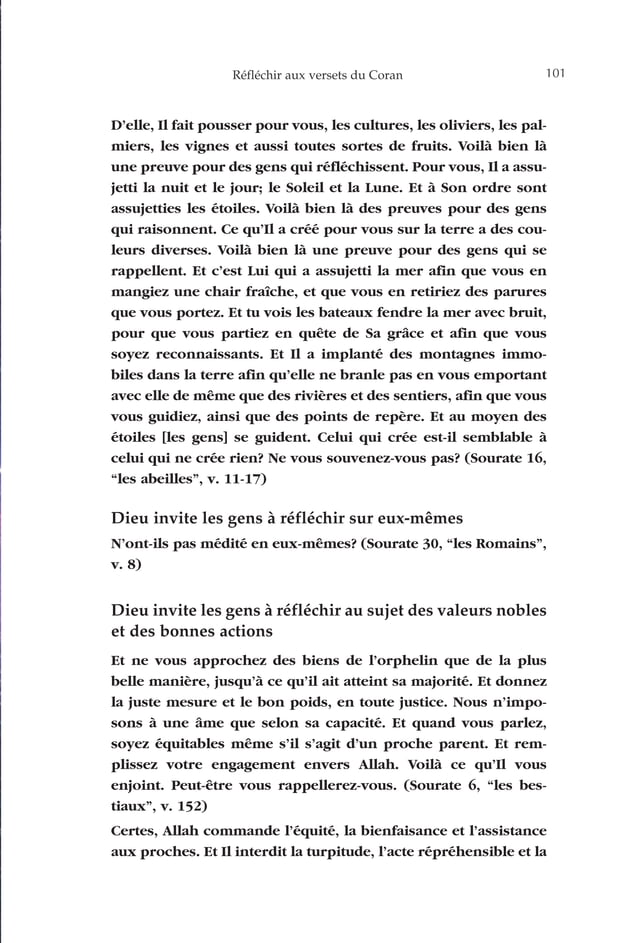 Réfléchir aux versets du Coran 101
D’elle, Il fait pousser pour vous, les cultures, les oliviers, les pal-
miers, les vignes et aussi toutes sortes de fruits. Voilà bien là
une preuve pour des gens qui réfléchissent. Pour vous, Il a assu-
jetti la nuit et le jour; le Soleil et la Lune. Et à Son ordre sont
assujetties les étoiles. Voilà bien là des preuves pour des gens
qui raisonnent. Ce qu’Il a créé pour vous sur la terre a des cou-
leurs diverses. Voilà bien là une preuve pour des gens qui se
rappellent. Et c’est Lui qui a assujetti la mer afin que vous en
mangiez une chair fraîche, et que vous en retiriez des parures
que vous portez. Et tu vois les bateaux fendre la mer avec bruit,
pour que vous partiez en quête de Sa grâce et afin que vous
soyez reconnaissants. Et Il a implanté des montagnes immo-
biles dans la terre afin qu’elle ne branle pas en vous emportant
avec elle de même que des rivières et des sentiers, afin que vous
vous guidiez, ainsi que des points de repère. Et au moyen des
étoiles [les gens] se guident. Celui qui crée est-il semblable à
celui qui ne crée rien? Ne vous souvenez-vous pas? (Sourate 16,
“les abeilles”, v. 11-17)
Dieu invite les gens à réfléchir sur eux-mêmes
N’ont-ils pas médité en eux-mêmes? (Sourate 30, “les Romains”,
v. 8)
Dieu invite les gens à réfléchir au sujet des valeurs nobles
et des bonnes actions
Et ne vous approchez des biens de l’orphelin que de la plus
belle manière, jusqu’à ce qu’il ait atteint sa majorité. Et donnez
la juste mesure et le bon poids, en toute justice. Nous n’impo-
sons à une âme que selon sa capacité. Et quand vous parlez,
soyez équitables même s’il s’agit d’un proche parent. Et rem-
plissez votre engagement envers Allah. Voilà ce qu’Il vous
enjoint. Peut-être vous rappellerez-vous. (Sourate 6, “les bes-
tiaux”, v. 152)
Certes, Allah commande l’équité, la bienfaisance et l’assistance
aux proches. Et Il interdit la turpitude, l’acte répréhensible et la